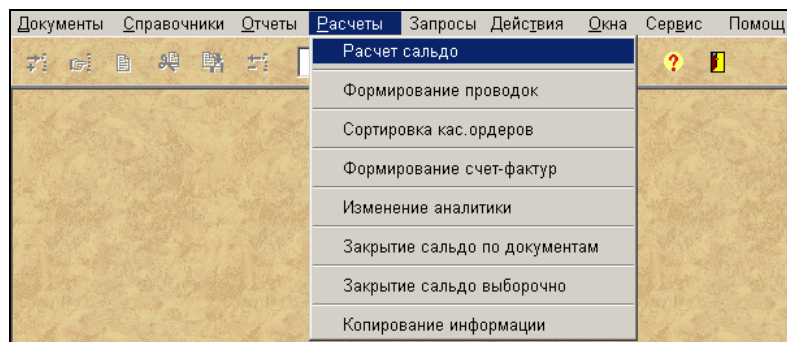 Документы Справочники Отчеты Расчеты Запросы Действия Окна Сервис Помощ
Расчет сальдо
Формирование проводок
Сортировка кас.ордеров
Формирование счет-фактур
Изменение аналитики
Закрытие сальдо по документам
Закрытие сальдо выборочно
Копирование информации